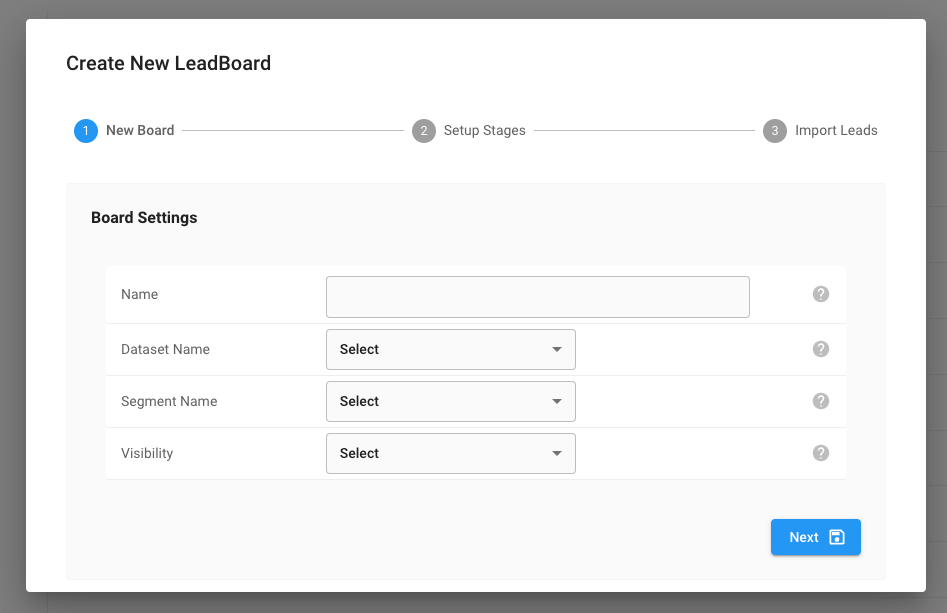 Create New LeadBoard
1 New Board 2 Setup Stages 3 Import Leads
Board Settings
Name ?
Dataset Name Select ?
Segment Name Select ?
Visibility Select ?
Next